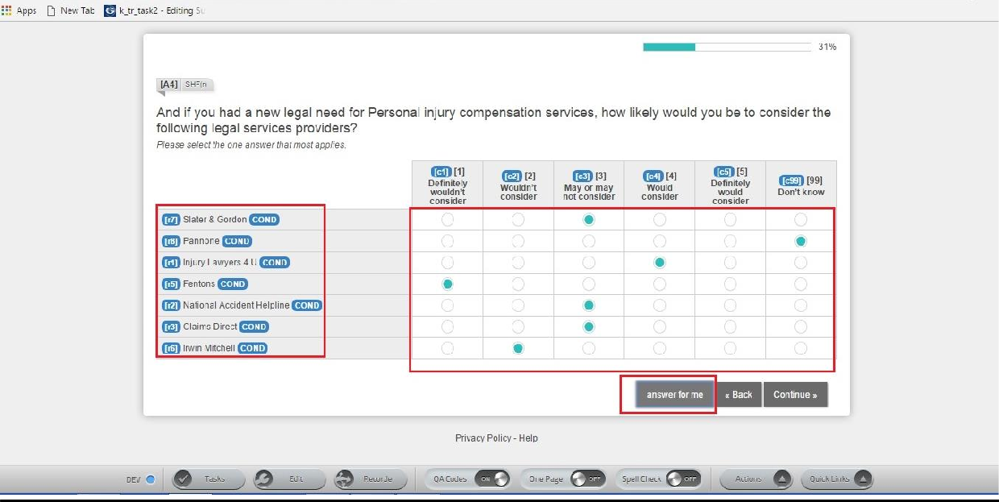 Apps New Tab k_tr_task2 - Editing Su
31%
[A4] SHF(r)
And if you had a new legal need for Personal injury compensation services, how likely would you be to consider the
following legal services providers?
Please select the one answer that most applies.
[c1] [1] Definitely wouldn't consider
[c2] [2] Wouldn't consider
[c3] [3] May or may not consider
[c4] [4] Would consider
[c5] [5] Definitely would consider
[c99] [99] Don't know
[r7] Slater & Gordon COND
Pannone COND
[r4] Injury Lawyers 4 U COND
[r5] Fentons COND
[r2] National Accident Helpline COND
[r3] Claims Direct COND
[r6] Irwin Mitchell COND
answer for me « Back Continue »
Privacy Policy - Help
DEV Tasks Edit QA Codes ON One Page OFF Spell Check OFF Actions Quick Links